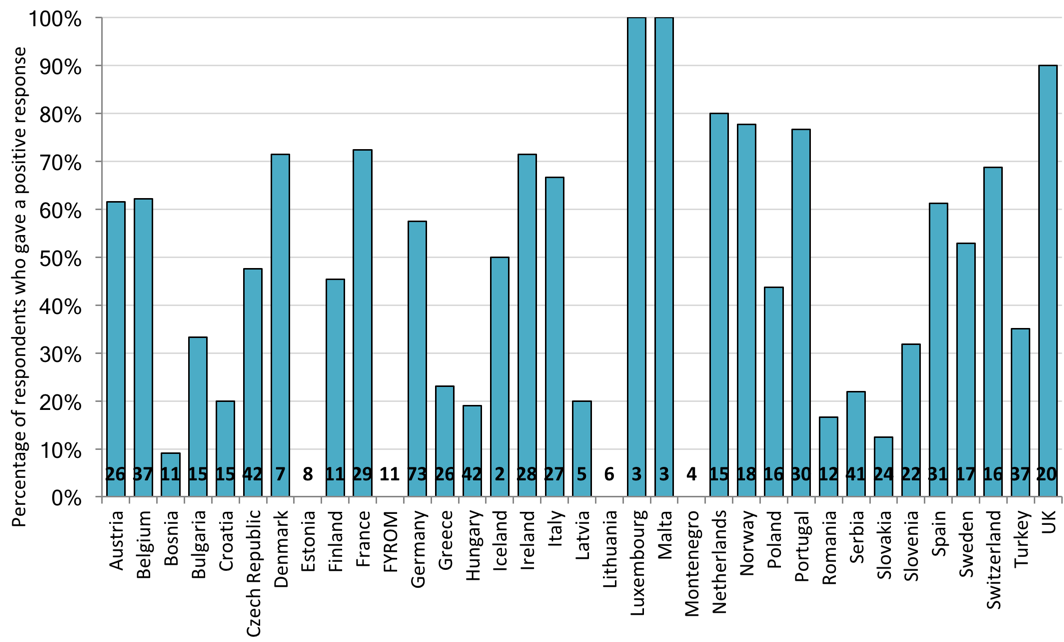 Percentage of respondents who gave a positive response
100%
90%
80%
70%
60%
50%
40%
30%
20%
10%
0%
26 37 11 15 15 42 7 8 11 29 11 73 26 42 2 28 27 5 6 3 3 4 15 18 16 30 12 41 24 22 31 17 16 37 20
Austria
Belgium
Bosnia
Bulgaria
Croatia
Czech Republic
Denmark
Estonia
Finland
France
FYROM
Germany
Greece
Hungary
Iceland
Ireland
Italy
Latvia
Lithuania
Luxembourg
Malta
Montenegro
Netherlands
Norway
Poland
Portugal
Romania
Serbia
Slovakia
Slovenia
Spain
Sweden
Switzerland
Turkey
UK